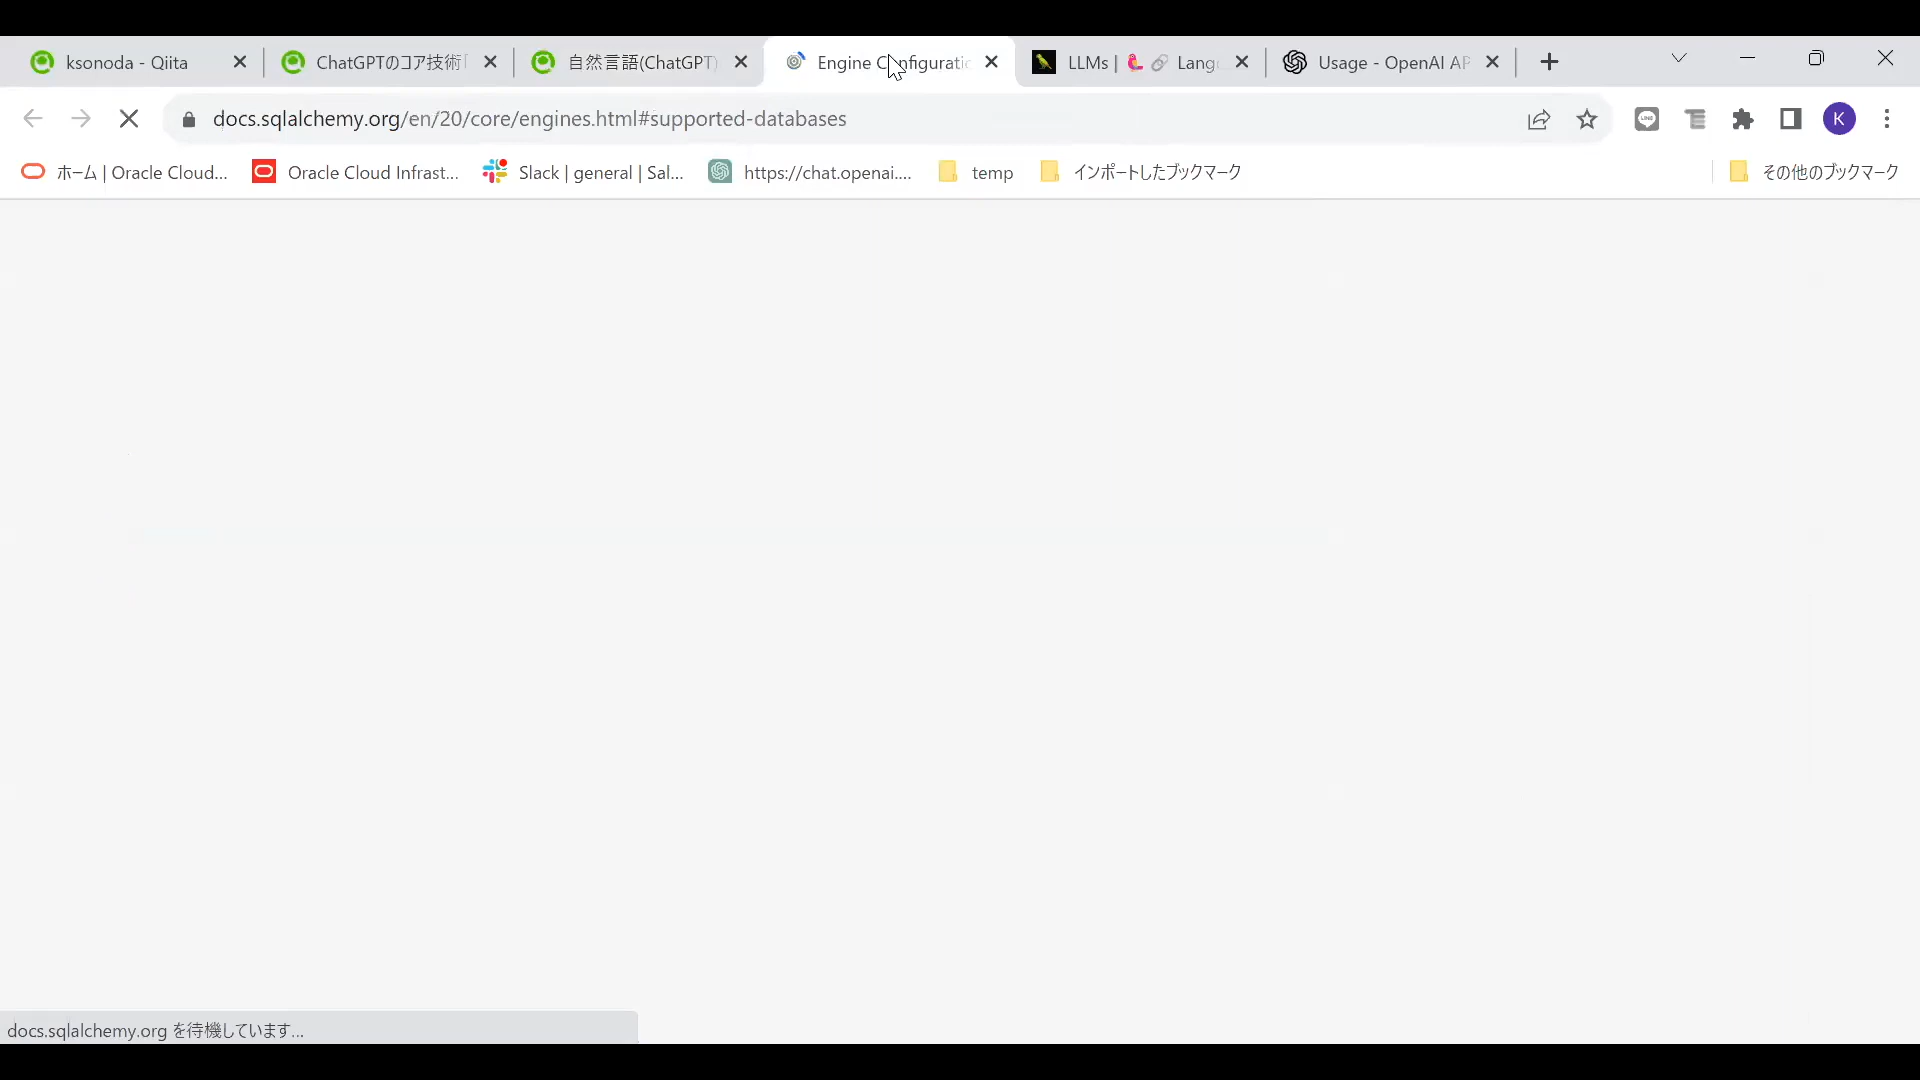 ksonoda - Qiita
ChatGPTのコア技術
自然言語(ChatGPT)
Engine Configuratio
LLMs | Lang
Usage - OpenAI AP
docs.sqlalchemy.org/en/20/core/engines.html#supported-databases
K
ホーム | Oracle Cloud...
Oracle Cloud Infrast...
Slack | general | Sal...
https://chat.openai....
temp
インポートしたブックマーク
その他のブックマーク
docs.sqlalchemy.org を待機しています...